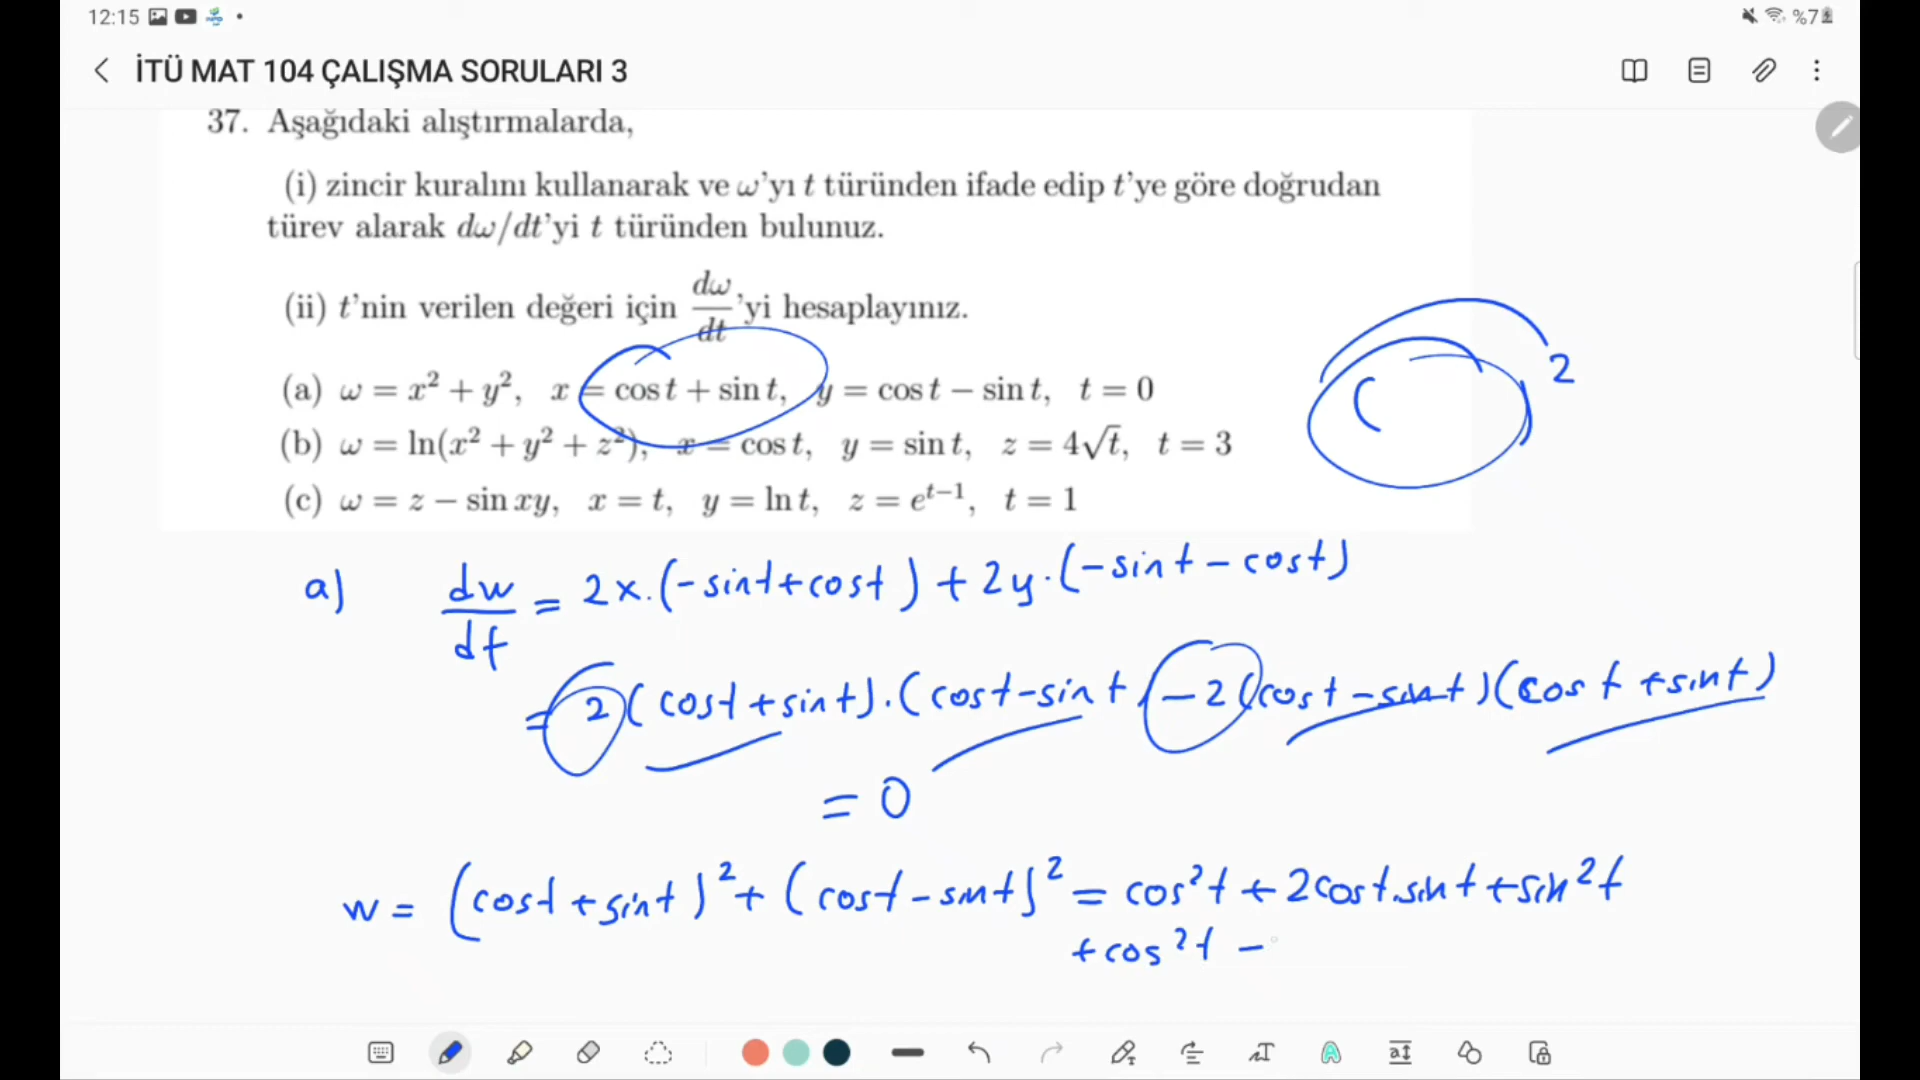 12:15 %7
İTÜ MAT 104 ÇALIŞMA SORULARI 3
37. Aşağıdaki alıştırmalarda,
(i) zincir kuralını kullanarak ve ω'yı t türünden ifade edip t'ye göre doğrudan
türev alarak dω/dt'yi t türünden bulunuz.
(ii) t'nin verilen değeri için dω/dt'yi hesaplayınız.
(a) ω = x² + y², x = cos t + sin t, y = cos t − sin t, t = 0
(b) ω = ln(x² + y² + z²), x = cos t, y = sin t, z = 4√t, t = 3
(c) ω = z − sin xy, x = t, y = ln t, z = e^{t−1}, t = 1
( )²
a) dw/dt = 2x.(-sint+cost) + 2y.(-sint-cost)
= 2(cost+sint).(cost-sint) -2(cost-sint)(cost+sint)
= 0
w = (cost+sint)² + (cost-sint)² = cos²t + 2cost.sint + sin²t
+cos²t −